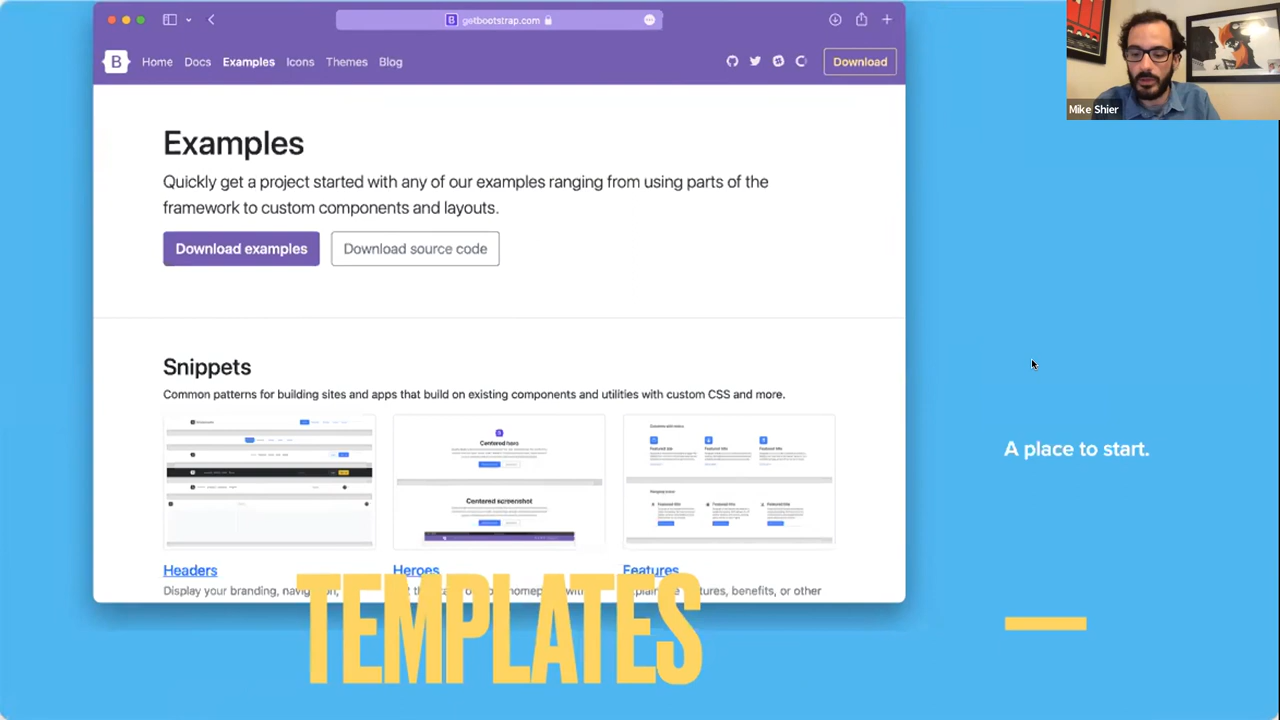 getbootstrap.com
Mike Shier
B Home Docs Examples Icons Themes Blog Download
Examples
Quickly get a project started with any of our examples ranging from using parts of the
framework to custom components and layouts.
Download examples Download source code
Snippets
Common patterns for building sites and apps that build on existing components and utilities with custom CSS and more.
Centered hero
Centered screenshot
A place to start.
Headers Heroes Features
Display your branding, navigation, homep with benefits, or other
TEMPLATES